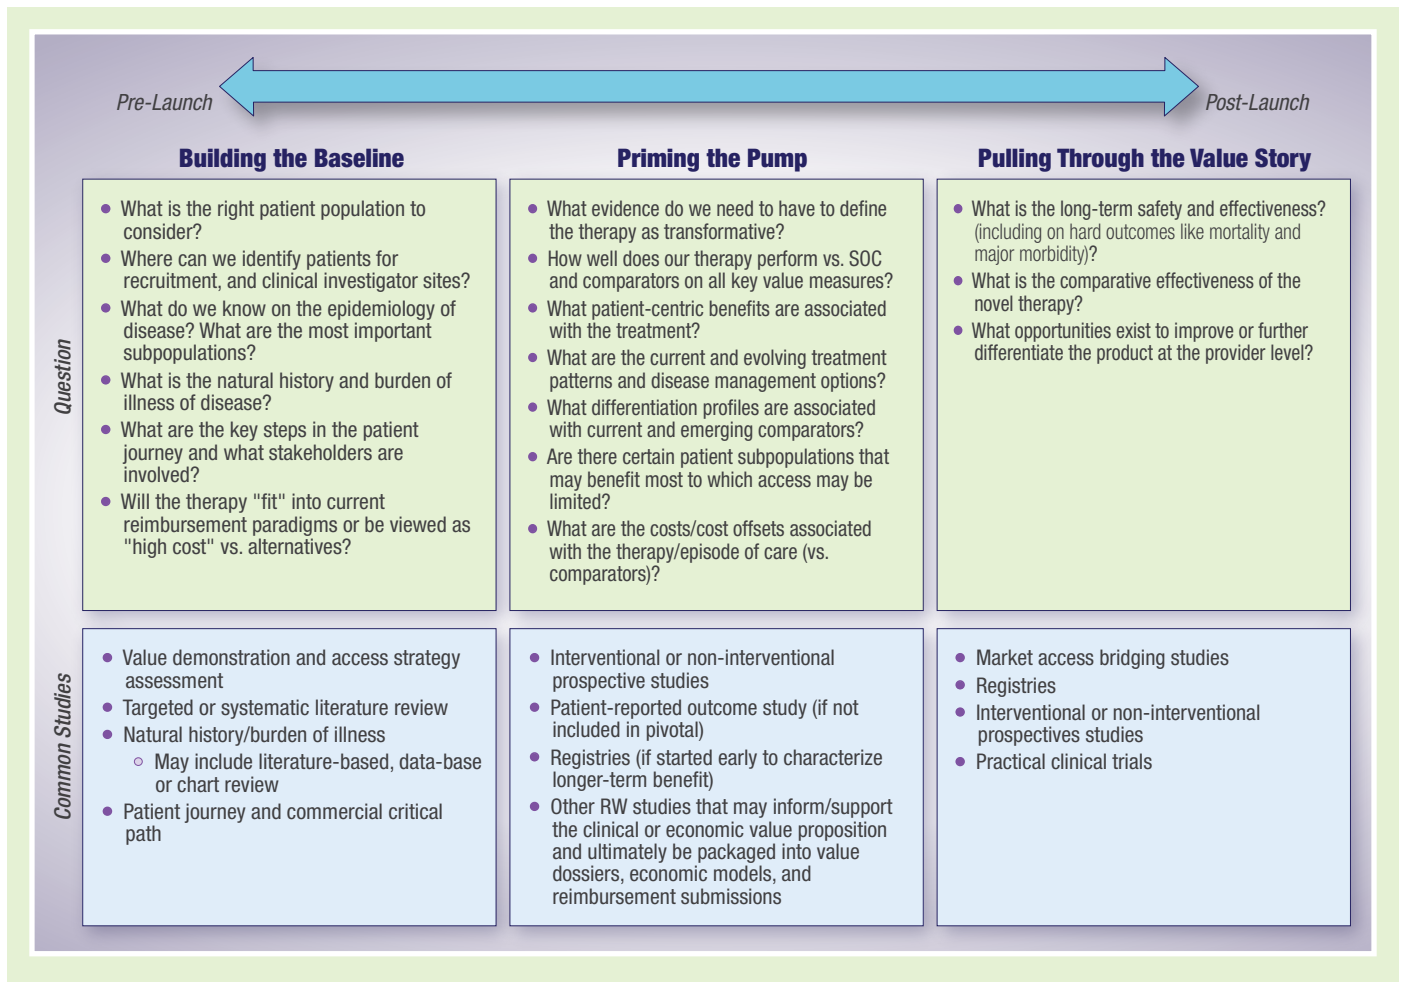 Pre-Launch
Post-Launch
Building the Baseline
Priming the Pump
Pulling Through the Value Story
Question
• What is the right patient population to
consider?
• Where can we identify patients for
recruitment, and clinical investigator sites?
• What do we know on the epidemiology of
disease? What are the most important
subpopulations?
• What is the natural history and burden of
illness of disease?
• What are the key steps in the patient
journey and what stakeholders are
involved?
• Will the therapy "fit" into current
reimbursement paradigms or be viewed as
"high cost" vs. alternatives?
• What evidence do we need to have to define
the therapy as transformative?
• How well does our therapy perform vs. SOC
and comparators on all key value measures?
• What patient-centric benefits are associated
with the treatment?
• What are the current and evolving treatment
patterns and disease management options?
• What differentiation profiles are associated
with current and emerging comparators?
• Are there certain patient subpopulations that
may benefit most to which access may be
limited?
• What are the costs/cost offsets associated
with the therapy/episode of care (vs.
comparators)?
• What is the long-term safety and effectiveness?
(including on hard outcomes like mortality and
major morbidity)?
• What is the comparative effectiveness of the
novel therapy?
• What opportunities exist to improve or further
differentiate the product at the provider level?
Common Studies
• Value demonstration and access strategy
assessment
• Targeted or systematic literature review
• Natural history/burden of illness
○ May include literature-based, data-base
or chart review
• Patient journey and commercial critical
path
• Interventional or non-interventional
prospective studies
• Patient-reported outcome study (if not
included in pivotal)
• Registries (if started early to characterize
longer-term benefit)
• Other RW studies that may inform/support
the clinical or economic value proposition
and ultimately be packaged into value
dossiers, economic models, and
reimbursement submissions
• Market access bridging studies
• Registries
• Interventional or non-interventional
prospectives studies
• Practical clinical trials